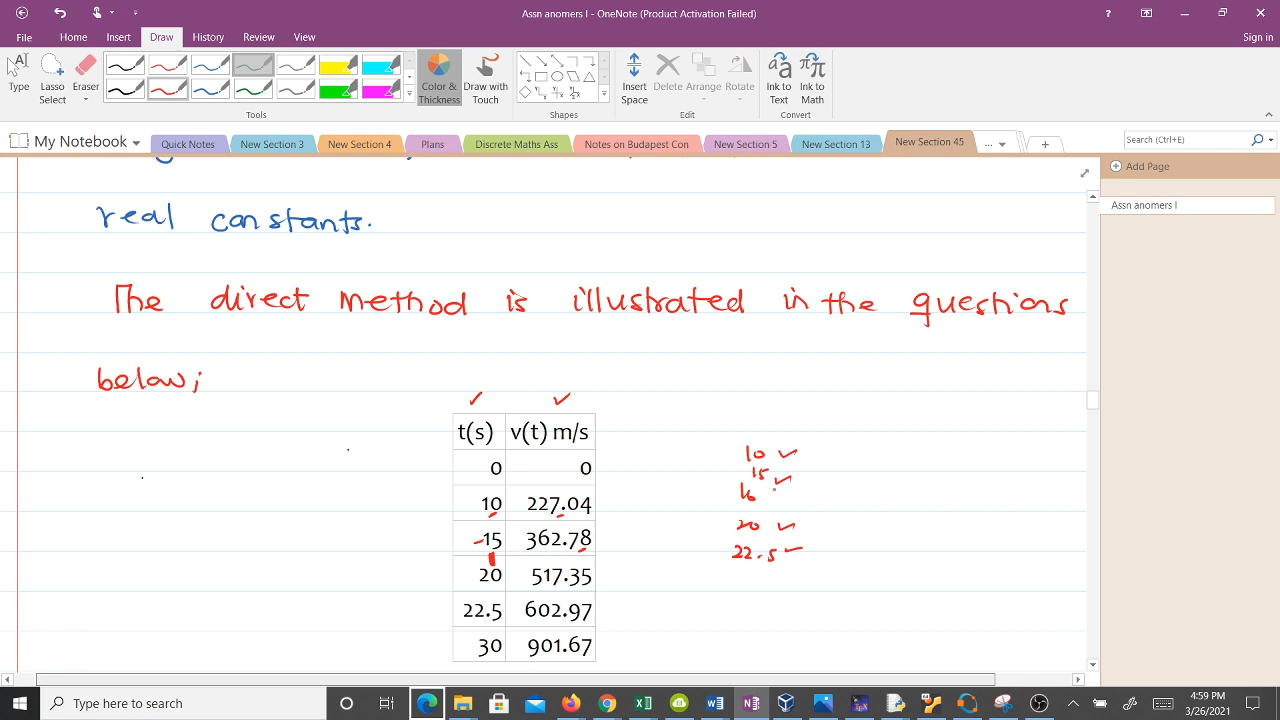 Assn anomers I - OneNote (Product Activation Failed)
Sign in
File Home Insert Draw History Review View
Type
Lasso Select
Eraser
Color & Thickness
Draw with Touch
Insert Space
Delete
Arrange
Rotate
Ink to Text
Ink to Math
Tools Shapes Edit Convert
My Notebook Quick Notes New Section 3 New Section 4 Plans Discrete Maths Ass Notes on Budapest Con New Section 5 New Section 13 New Section 45 ...
Search (Ctrl+E)
Add Page
Assn anomers I
real constants.
The direct method is illustrated in the questions
below;
t(s) v(t) m/s
0 0
10 227.04
15 362.78
20 517.35
22.5 602.97
30 901.67
10
15
16
20
22.5
Type here to search
4:59 PM
3/26/2021